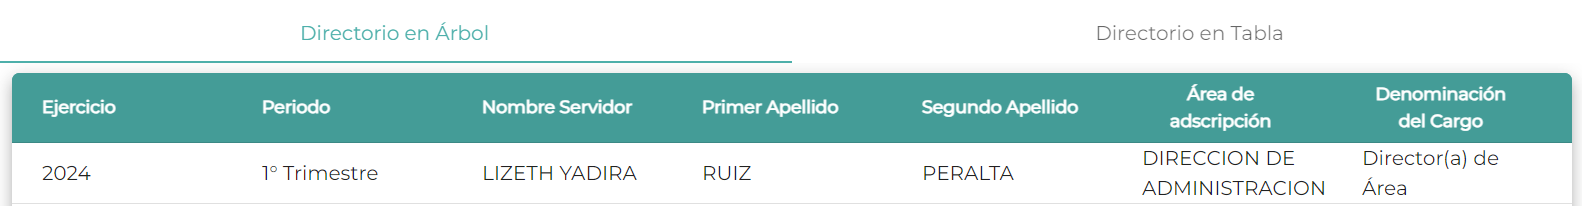 Directorio en Árbol
Directorio en Tabla
Ejercicio
Periodo
Nombre Servidor
Primer Apellido
Segundo Apellido
Área de
adscripción
Denominación
del Cargo
2024
1° Trimestre
LIZETH YADIRA
RUIZ
PERALTA
DIRECCION DE
ADMINISTRACION
Director(a) de
Área